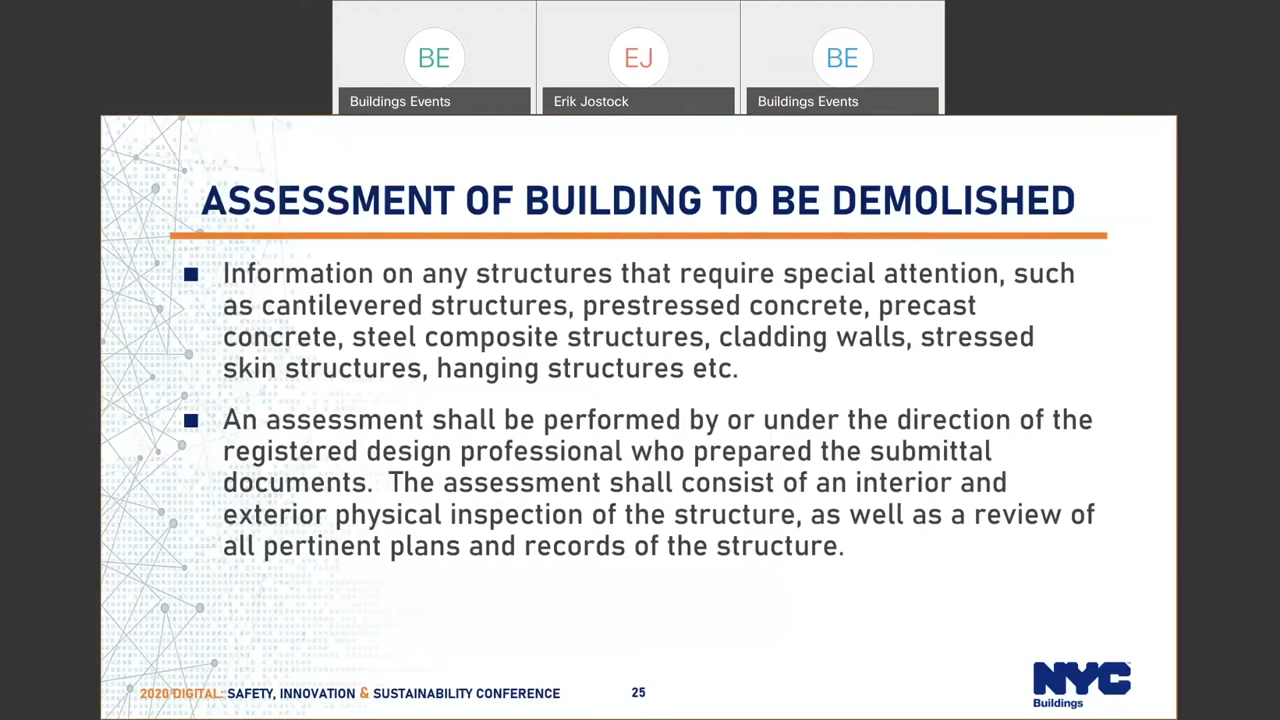 BE
EJ
BE
Buildings Events
Erik Jostock
Buildings Events
ASSESSMENT OF BUILDING TO BE DEMOLISHED
Information on any structures that require special attention, such
as cantilevered structures, prestressed concrete, precast
concrete, steel composite structures, cladding walls, stressed
skin structures, hanging structures etc.
An assessment shall be performed by or under the direction of the
registered design professional who prepared the submittal
documents. The assessment shall consist of an interior and
exterior physical inspection of the structure, as well as a review of
all pertinent plans and records of the structure.
2020 DIGITAL: SAFETY, INNOVATION & SUSTAINABILITY CONFERENCE
25
NYC
Buildings